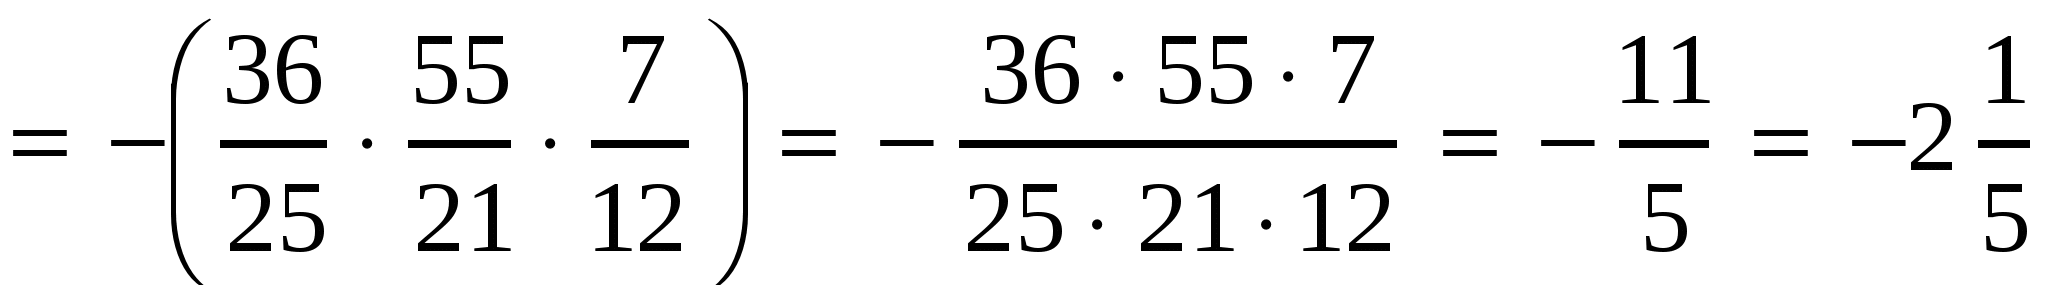 = −(36/25 · 55/21 · 7/12) = − (36 · 55 · 7)/(25 · 21 · 12) = − 11/5 = −2 1/5